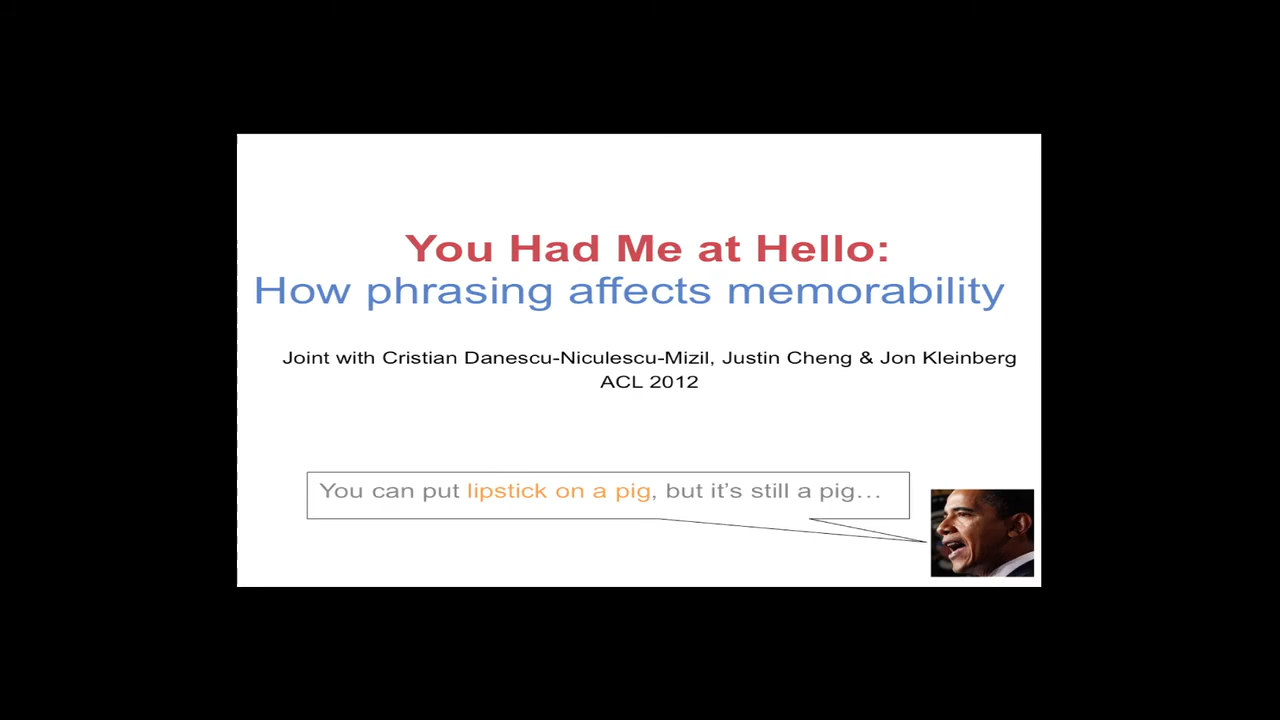 You Had Me at Hello:
How phrasing affects memorability
Joint with Cristian Danescu-Niculescu-Mizil, Justin Cheng & Jon Kleinberg
ACL 2012
You can put lipstick on a pig, but it’s still a pig…